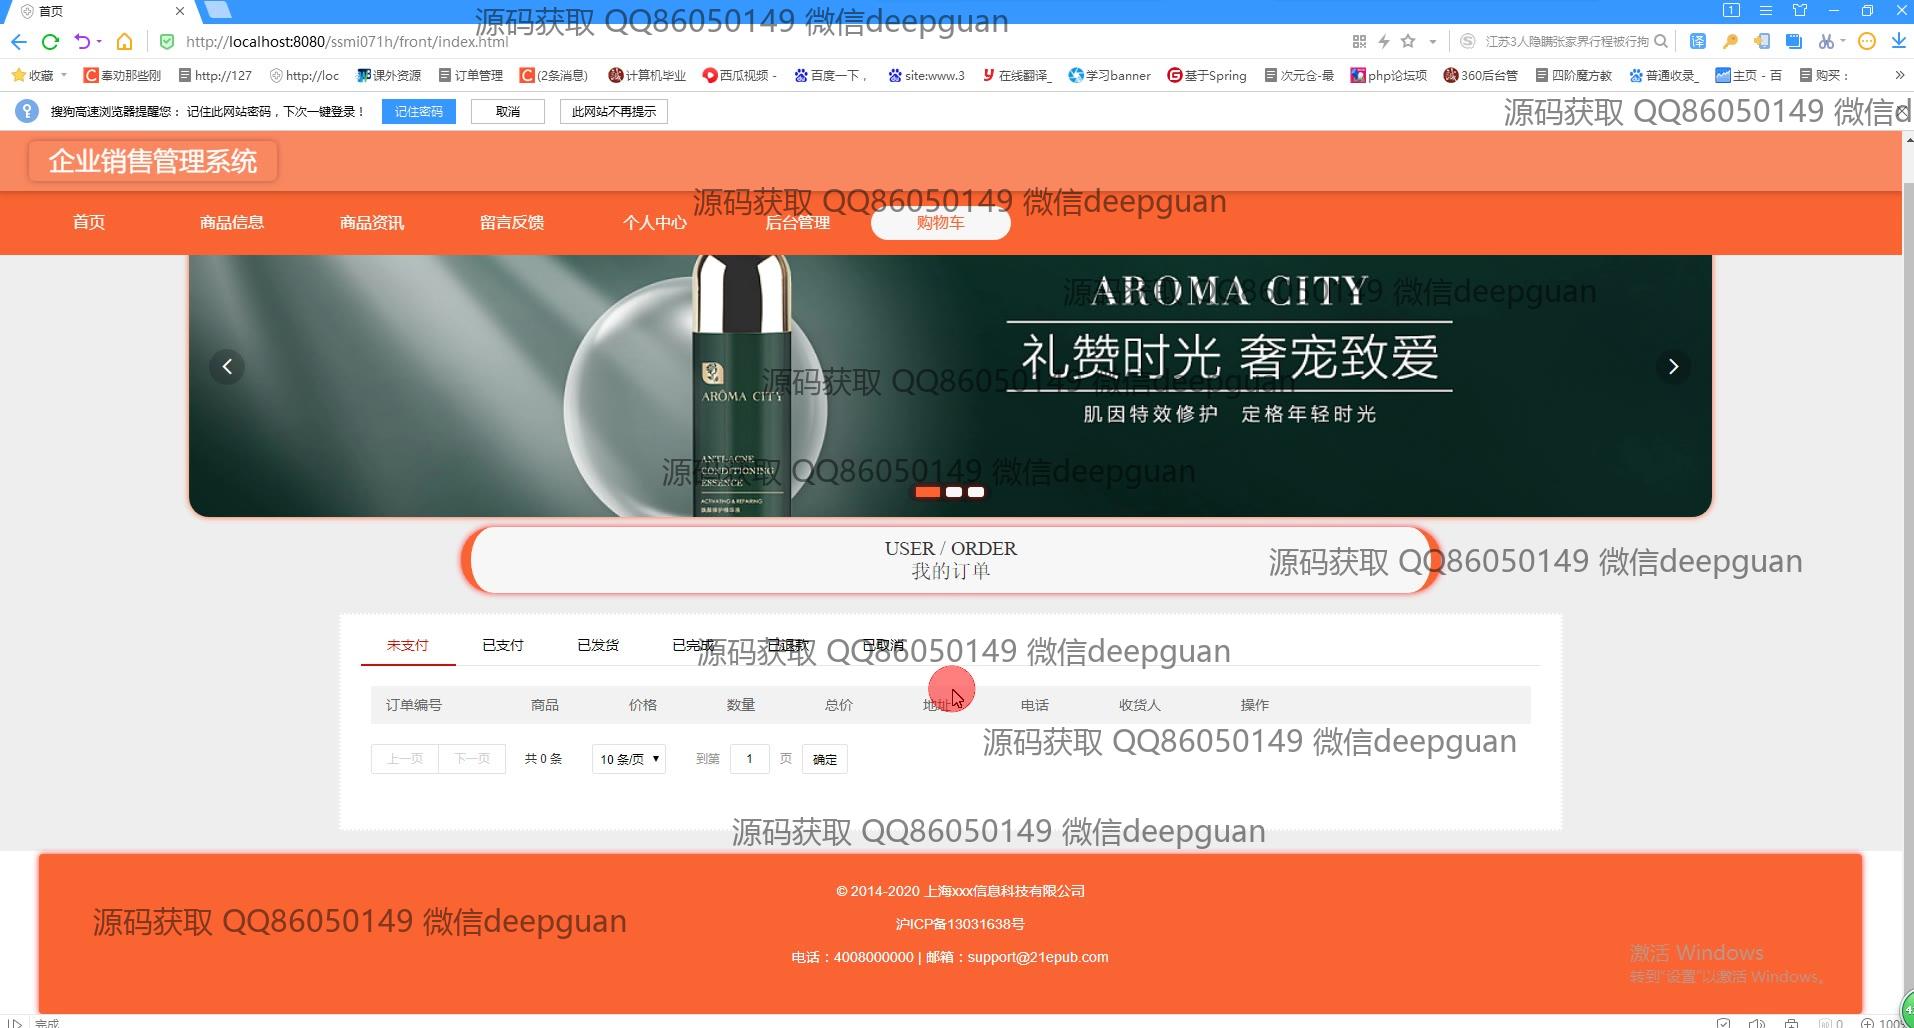 首页
源码获取 QQ86050149 微信deepguan
http://localhost:8080/ssmi071h/front/index.html
江苏3人隐瞒张家界行程被行拘
译
收藏 奉劝那些刚 http://127 http://loc 课外资源 订单管理 (2条消息) 计算机毕业 西瓜视频 - 百度一下， site:www.3 在线翻译_ 学习banner 基于Spring 次元仓-最 php论坛项 360后台管 四阶魔方教 普通收录_ 主页 - 百 购买：
搜狗高速浏览器提醒您： 记住此网站密码，下次一键登录！ 记住密码 取消 此网站不再提示
源码获取 QQ86050149 微信d
企业销售管理系统
源码获取 QQ86050149 微信deepguan
首页 商品信息 商品资讯 留言反馈 个人中心 后台管理 购物车
AROMA CITY
源码获取 QQ86050149 微信deepguan
礼赞时光 奢宠致爱
源码获取 QQ86050149 微信deepguan
AROMA CITY
肌因特效修护 定格年轻时光
源码获取 QQ86050149 微信deepguan
ANTI-ACNE
CONDITIONING
ESSENCE
ACTIVATING & REPAIRING
USER / ORDER
我的订单
源码获取 QQ86050149 微信deepguan
未支付 已支付 已发货 已完成 已退款 已取消
源码获取 QQ86050149 微信deepguan
订单编号 商品 价格 数量 总价 地址 电话 收货人 操作
源码获取 QQ86050149 微信deepguan
上一页 下一页 共 0 条 10 条/页 到第 1 页 确定
源码获取 QQ86050149 微信deepguan
© 2014-2020 上海xxx信息科技有限公司
源码获取 QQ86050149 微信deepguan
沪ICP备13031638号
电话：4008000000 | 邮箱：support@21epub.com
激活 Windows
转到"设置"以激活 Windows。
完成